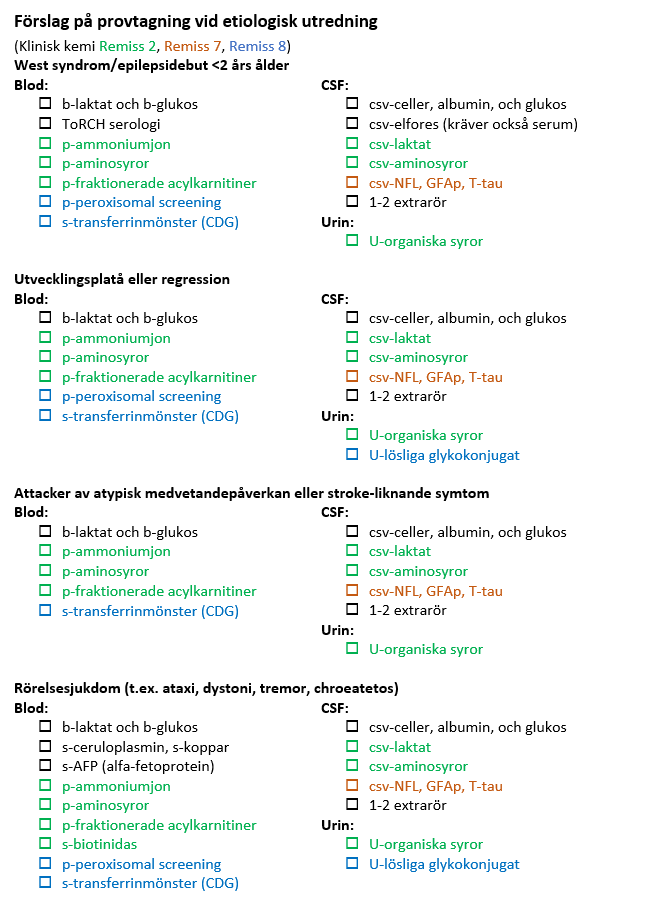 Förslag på provtagning vid etiologisk utredning
(Klinisk kemi Remiss 2, Remiss 7, Remiss 8)
West syndrom/epilepsidebut <2 års ålder
Blod:
b-laktat och b-glukos
ToRCH serologi
p-ammoniumjon
p-aminosyror
p-fraktionerade acylkarnitiner
p-peroxisomal screening
s-transferrinmönster (CDG)
CSF:
csv-celler, albumin, och glukos
csv-elfores (kräver också serum)
csv-laktat
csv-aminosyror
csv-NFL, GFAp, T-tau
1-2 extrarör
Urin:
U-organiska syror
Utvecklingsplatå eller regression
Blod:
b-laktat och b-glukos
p-ammoniumjon
p-aminosyror
p-fraktionerade acylkarnitiner
p-peroxisomal screening
s-transferrinmönster (CDG)
CSF:
csv-celler, albumin, och glukos
csv-laktat
csv-aminosyror
csv-NFL, GFAp, T-tau
1-2 extrarör
Urin:
U-organiska syror
U-lösliga glykokonjugat
Attacker av atypisk medvetandepåverkan eller stroke-liknande symtom
Blod:
b-laktat och b-glukos
p-ammoniumjon
p-aminosyror
p-fraktionerade acylkarnitiner
s-transferrinmönster (CDG)
CSF:
csv-celler, albumin, och glukos
csv-laktat
csv-aminosyror
csv-NFL, GFAp, T-tau
1-2 extrarör
Urin:
U-organiska syror
Rörelsesjukdom (t.ex. ataxi, dystoni, tremor, chroeatetos)
Blod:
b-laktat och b-glukos
s-ceruloplasmin, s-koppar
s-AFP (alfa-fetoprotein)
p-ammoniumjon
p-aminosyror
p-fraktionerade acylkarnitiner
s-biotinidas
p-peroxisomal screening
s-transferrinmönster (CDG)
CSF:
csv-celler, albumin, och glukos
csv-laktat
csv-aminosyror
csv-NFL, GFAp, T-tau
1-2 extrarör
Urin:
U-organiska syror
U-lösliga glykokonjugat